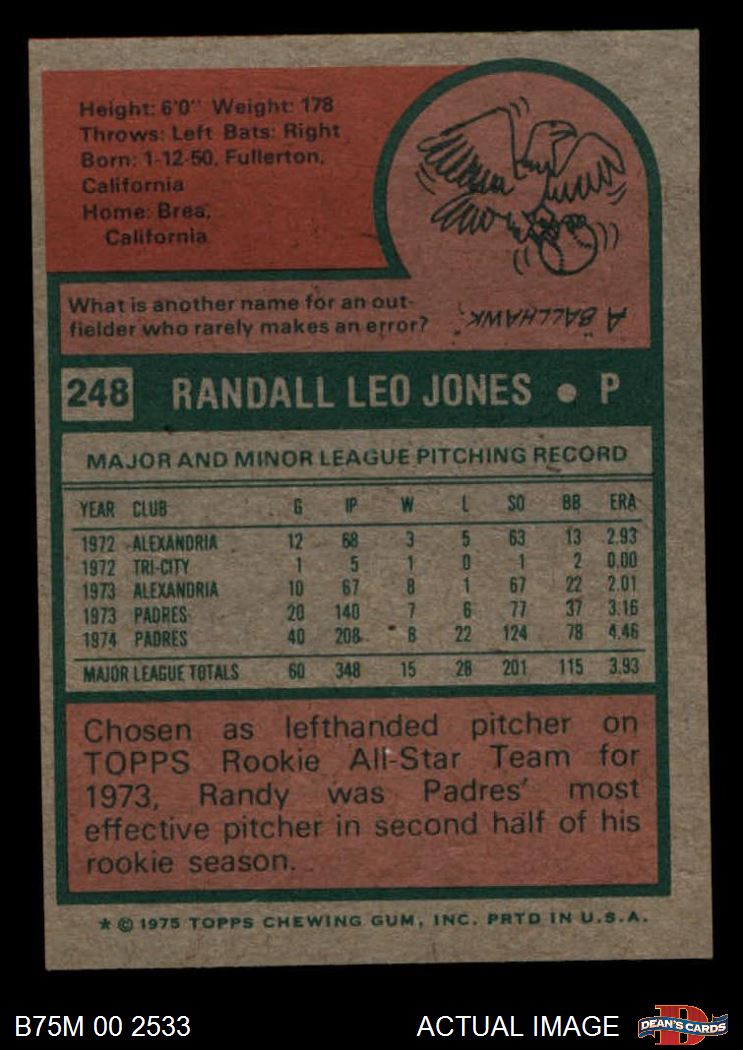 Height: 6'0" Weight: 178
Throws: Left Bats: Right
Born: 1-12-50, Fullerton,
California
Home: Brea,
California
What is another name for an out-
fielder who rarely makes an error?
A "BALLHAWK."
248 RANDALL LEO JONES ● P
MAJOR AND MINOR LEAGUE PITCHING RECORD
YEAR CLUB G IP W L SO BB ERA
1972 ALEXANDRIA 12 68 3 5 63 13 2.93
1972 TRI-CITY 1 5 1 0 1 2 0.00
1973 ALEXANDRIA 10 67 8 1 67 22 2.01
1973 PADRES 20 140 7 6 77 37 3.16
1974 PADRES 40 208 8 22 124 78 4.46
MAJOR LEAGUE TOTALS 60 348 15 28 201 115 3.93
Chosen as lefthanded pitcher on
TOPPS Rookie All-Star Team for
1973, Randy was Padres' most
effective pitcher in second half of his
rookie season.
* © 1975 TOPPS CHEWING GUM, INC. PRTD IN U.S.A.
B75M 00 2533 ACTUAL IMAGE D DEAN'S CARDS